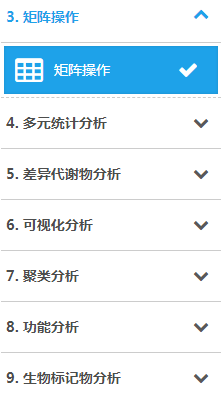 3. 矩阵操作
矩阵操作
4. 多元统计分析
5. 差异代谢物分析
6. 可视化分析
7. 聚类分析
8. 功能分析
9. 生物标记物分析